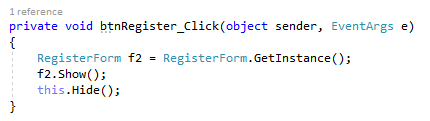 1 reference
private void btnRegister_Click(object sender, EventArgs e)
{
RegisterForm f2 = RegisterForm.GetInstance();
f2.Show();
this.Hide();
}